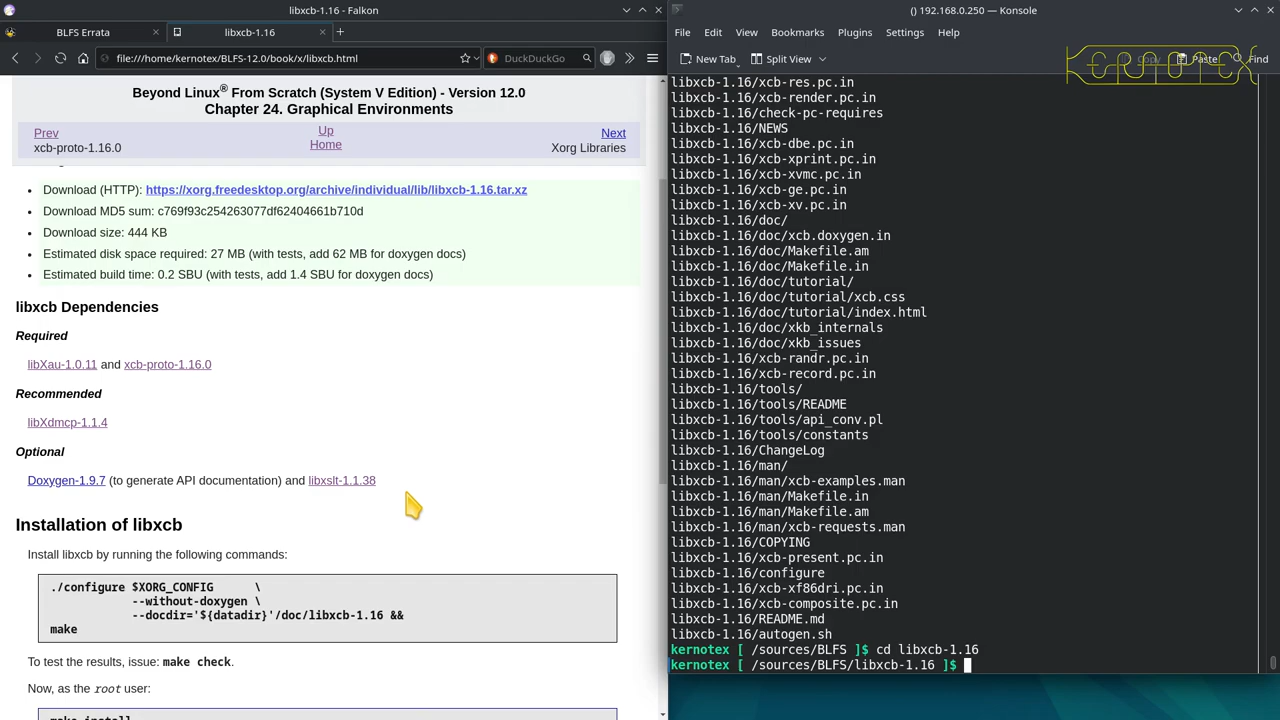 libxcb-1.16 — Falkon
BLFS Errata
libxcb-1.16
file:///home/kernotex/BLFS-12.0/book/x/libxcb.html
DuckDuckGo
Beyond Linux® From Scratch (System V Edition) - Version 12.0
Chapter 24. Graphical Environments
Prev
Up
Next
xcb-proto-1.16.0
Home
Xorg Libraries
Download (HTTP): https://xorg.freedesktop.org/archive/individual/lib/libxcb-1.16.tar.xz
Download MD5 sum: c769f93c254263077df62404661b710d
Download size: 444 KB
Estimated disk space required: 27 MB (with tests, add 62 MB for doxygen docs)
Estimated build time: 0.2 SBU (with tests, add 1.4 SBU for doxygen docs)
libxcb Dependencies
Required
libXau-1.0.11 and xcb-proto-1.16.0
Recommended
libXdmcp-1.1.4
Optional
Doxygen-1.9.7 (to generate API documentation) and libxslt-1.1.38
Installation of libxcb
Install libxcb by running the following commands:
./configure $XORG_CONFIG \
--without-doxygen \
--docdir='${datadir}'/doc/libxcb-1.16 &&
make
To test the results, issue: make check.
Now, as the root user:
make install
() 192.168.0.250 — Konsole
File Edit View Bookmarks Plugins Settings Help
New Tab Split View Copy Paste Find
KERNOTEX
libxcb-1.16/xcb-res.pc.in
libxcb-1.16/xcb-render.pc.in
libxcb-1.16/check-pc-requires
libxcb-1.16/NEWS
libxcb-1.16/xcb-dbe.pc.in
libxcb-1.16/xcb-xprint.pc.in
libxcb-1.16/xcb-xvmc.pc.in
libxcb-1.16/xcb-ge.pc.in
libxcb-1.16/xcb-xv.pc.in
libxcb-1.16/doc/
libxcb-1.16/doc/xcb.doxygen.in
libxcb-1.16/doc/Makefile.am
libxcb-1.16/doc/Makefile.in
libxcb-1.16/doc/tutorial/
libxcb-1.16/doc/tutorial/xcb.css
libxcb-1.16/doc/tutorial/index.html
libxcb-1.16/doc/xkb_internals
libxcb-1.16/doc/xkb_issues
libxcb-1.16/xcb-randr.pc.in
libxcb-1.16/xcb-record.pc.in
libxcb-1.16/tools/
libxcb-1.16/tools/README
libxcb-1.16/tools/api_conv.pl
libxcb-1.16/tools/constants
libxcb-1.16/ChangeLog
libxcb-1.16/man/
libxcb-1.16/man/xcb-examples.man
libxcb-1.16/man/Makefile.in
libxcb-1.16/man/Makefile.am
libxcb-1.16/man/xcb-requests.man
libxcb-1.16/COPYING
libxcb-1.16/xcb-present.pc.in
libxcb-1.16/configure
libxcb-1.16/xcb-xf86dri.pc.in
libxcb-1.16/xcb-composite.pc.in
libxcb-1.16/README.md
libxcb-1.16/autogen.sh
kernotex [ /sources/BLFS ]$ cd libxcb-1.16
kernotex [ /sources/BLFS/libxcb-1.16 ]$